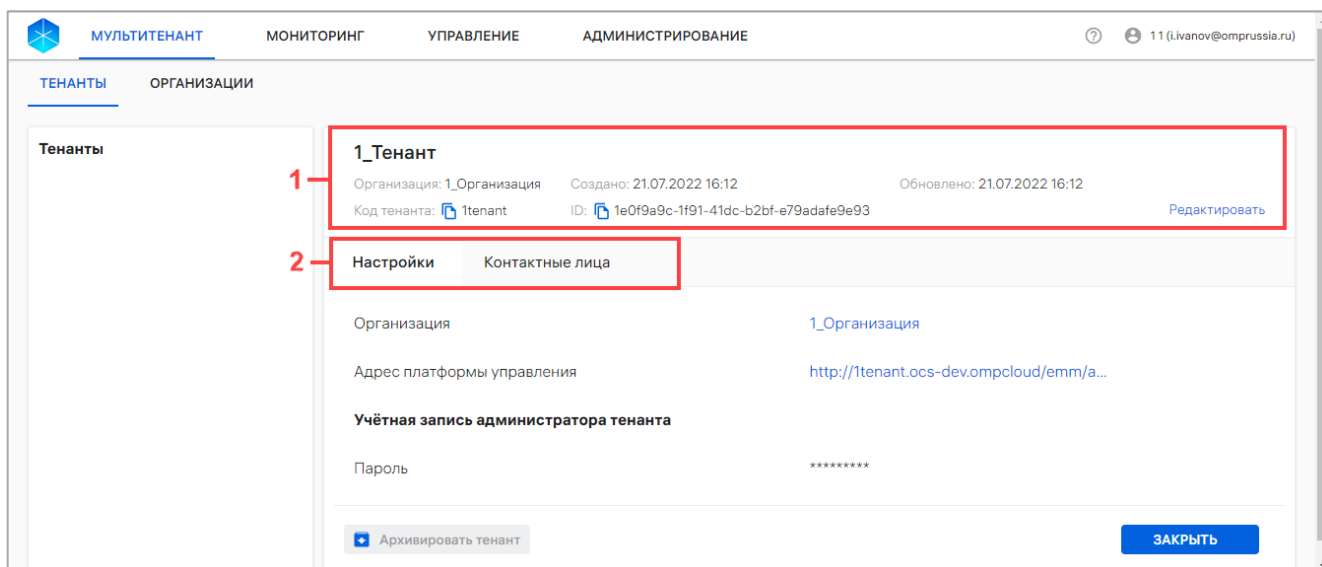 МУЛЬТИТЕНАНТ МОНИТОРИНГ УПРАВЛЕНИЕ АДМИНИСТРИРОВАНИЕ 1 1 (i.ivanov@omprussia.ru)
ТЕНАНТЫ ОРГАНИЗАЦИИ
Тенанты
1
1_Тенант
Организация: 1_Организация Создано: 21.07.2022 16:12 Обновлено: 21.07.2022 16:12
Код тенанта: 1tenant ID: 1e0f9a9c-1f91-41dc-b2bf-e79adafe9e93 Редактировать
2
Настройки Контактные лица
Организация 1_Организация
Адрес платформы управления http://1tenant.ocs-dev.ompcloud/emm/a...
Учётная запись администратора тенанта
Пароль *********
Архивировать тенант ЗАКРЫТЬ